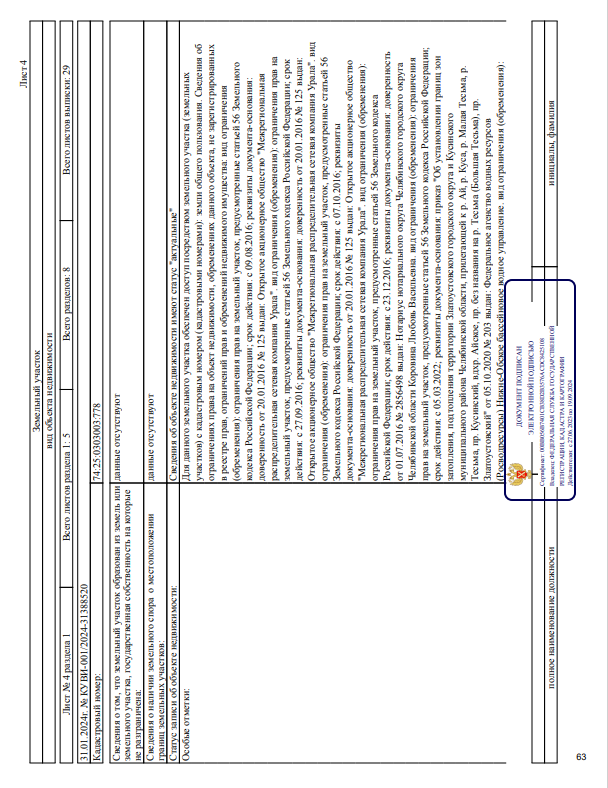 Лист 4
Земельный участок
вид объекта недвижимости
Лист № 4 раздела 1 Всего листов раздела 1: 5 Всего разделов: 8 Всего листов выписки: 29
31.01.2024г. № КУВИ-001/2024-31388520
Кадастровый номер: 74:25:0303003:778
Сведения о том, что земельный участок образован из земель или земельного участка, государственная собственность на которые не разграничена: данные отсутствуют
Сведения о наличии земельного спора о местоположении границ земельных участков: данные отсутствуют
Статус записи об объекте недвижимости: Сведения об объекте недвижимости имеют статус "актуальные"
Особые отметки: Для данного земельного участка обеспечен доступ посредством земельного участка (земельных
участков) с кадастровым номером (кадастровыми номерами): земли общего пользования. Сведения об
ограничениях права на объект недвижимости, обременениях данного объекта, не зарегистрированных
в реестре прав, ограничений прав и обременений недвижимого имущества: вид ограничения
(обременения): ограничения прав на земельный участок, предусмотренные статьей 56 Земельного
кодекса Российской Федерации; срок действия: с 09.08.2016; реквизиты документа-основания:
доверенность от 20.01.2016 № 125 выдан: Открытое акционерное общество "Межрегиональная
распределительная сетевая компания Урала". вид ограничения (обременения): ограничения прав на
земельный участок, предусмотренные статьей 56 Земельного кодекса Российской Федерации; срок
действия: с 27.09.2016; реквизиты документа-основания: доверенность от 20.01.2016 № 125 выдан:
Открытое акционерное общество "Межрегиональная распределительная сетевая компания Урала". вид
ограничения (обременения): ограничения прав на земельный участок, предусмотренные статьей 56
Земельного кодекса Российской Федерации; срок действия: с 07.10.2016; реквизиты
документа-основания: доверенность от 20.01.2016 № 125 выдан: Открытое акционерное общество
"Межрегиональная распределительная сетевая компания Урала". вид ограничения (обременения):
ограничения прав на земельный участок, предусмотренные статьей 56 Земельного кодекса
Российской Федерации; срок действия: с 23.12.2016; реквизиты документа-основания: доверенность
от 01.07.2016 № 2856498 выдан: Нотариус нотариального округа Челябинского городского округа
Челябинской области Коронина Любовь Васильевна. вид ограничения (обременения): ограничения
прав на земельный участок, предусмотренные статьей 56 Земельного кодекса Российской Федерации;
срок действия: с 05.03.2022; реквизиты документа-основания: приказ "Об установлении границ зон
затопления, подтопления территории Златоустовского городского округа и Кусинского
муниципального района Челябинской области, прилегающей к р. Ай, р. Куса, р. Малая Тесьма, р.
Тесьма, пр. Кусинский, вдхр. Айское, пр. без названия на р. Тесьма (Большая Тесьма), пр.
Златоустовский" от 05.10.2020 № 203 выдан: Федеральное агенство водных ресурсов
(Росводресурсы) Нижне-Обское бассейновое водное управление. вид ограничения (обременения):
полное наименование должности инициалы, фамилия
ДОКУМЕНТ ПОДПИСАН
ЭЛЕКТРОННОЙ ПОДПИСЬЮ
Сертификат:
Владелец: ФЕДЕРАЛЬНАЯ СЛУЖБА ГОСУДАРСТВЕННОЙ
РЕГИСТРАЦИИ, КАДАСТРА И КАРТОГРАФИИ
Действителен: с 27.06.2023 по 19.09.2024
63